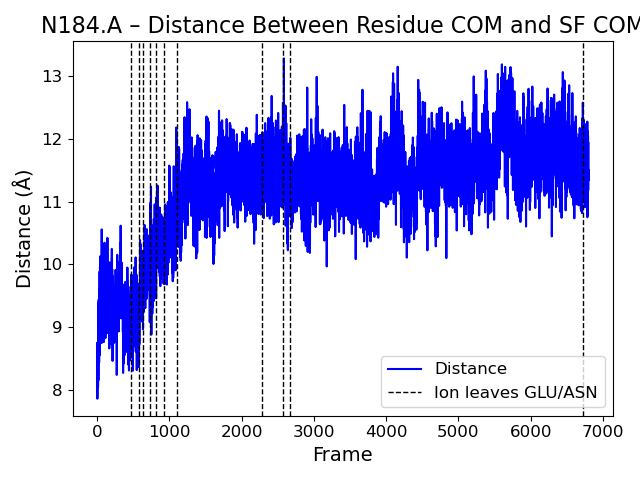 N184.A – Distance Between Residue COM and SF COM
13
12
11
10
9
8
Distance (Å)
Distance
Ion leaves GLU/ASN
0 1000 2000 3000 4000 5000 6000 7000
Frame